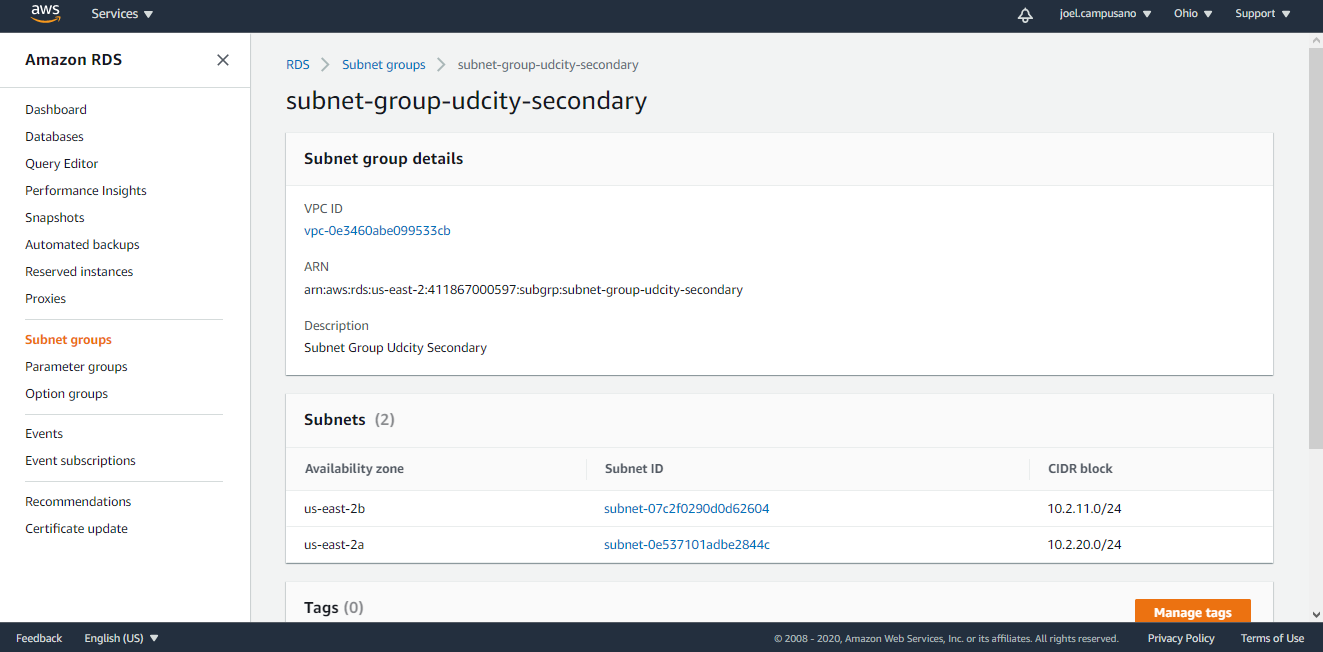 aws Services joel.campusano Ohio Support
Amazon RDS
Dashboard
Databases
Query Editor
Performance Insights
Snapshots
Automated backups
Reserved instances
Proxies
Subnet groups
Parameter groups
Option groups
Events
Event subscriptions
Recommendations
Certificate update
RDS Subnet groups subnet-group-udcity-secondary
subnet-group-udcity-secondary
Subnet group details
VPC ID
vpc-0e3460abe099533cb
ARN
arn:aws:rds:us-east-2:411867000597:subgrp:subnet-group-udcity-secondary
Description
Subnet Group Udcity Secondary
Subnets (2)
Availability zone Subnet ID CIDR block
us-east-2b subnet-07c2f0290d0d62604 10.2.11.0/24
us-east-2a subnet-0e537101adbe2844c 10.2.20.0/24
Tags (0) Manage tags
Feedback English (US) © 2008 - 2020, Amazon Web Services, Inc. or its affiliates. All rights reserved. Privacy Policy Terms of Use